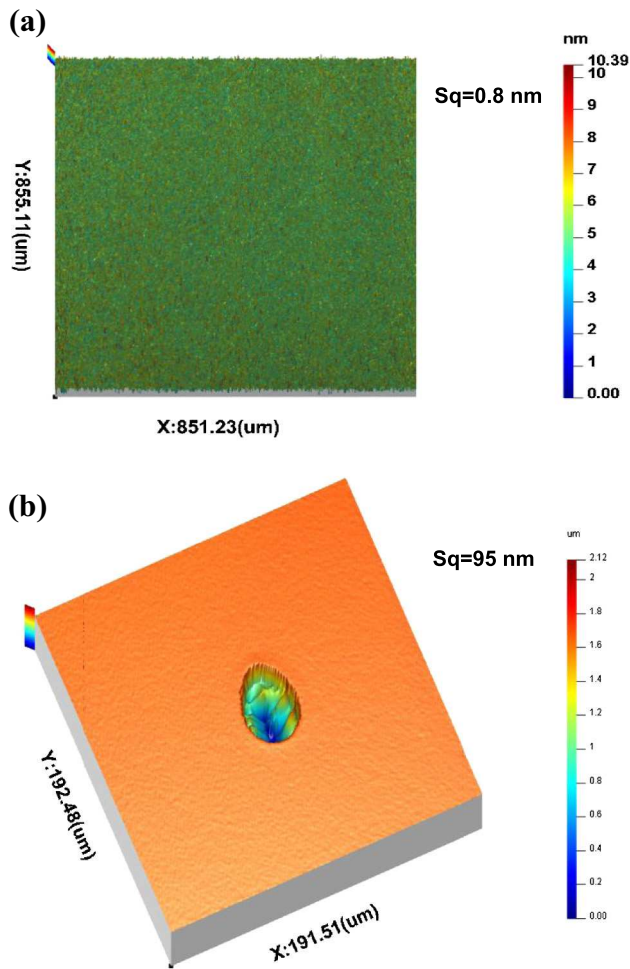 (a)
nm
10.39
10
Sq=0.8 nm
9
8
7
6
5
4
3
2
1
0.00
Y:855.11(um)
X:851.23(um)
(b)
um
Sq=95 nm
2.12
2
1.8
1.6
1.4
1.2
1
0.8
0.6
0.4
0.2
0.00
Y:192.48(um)
X:191.51(um)